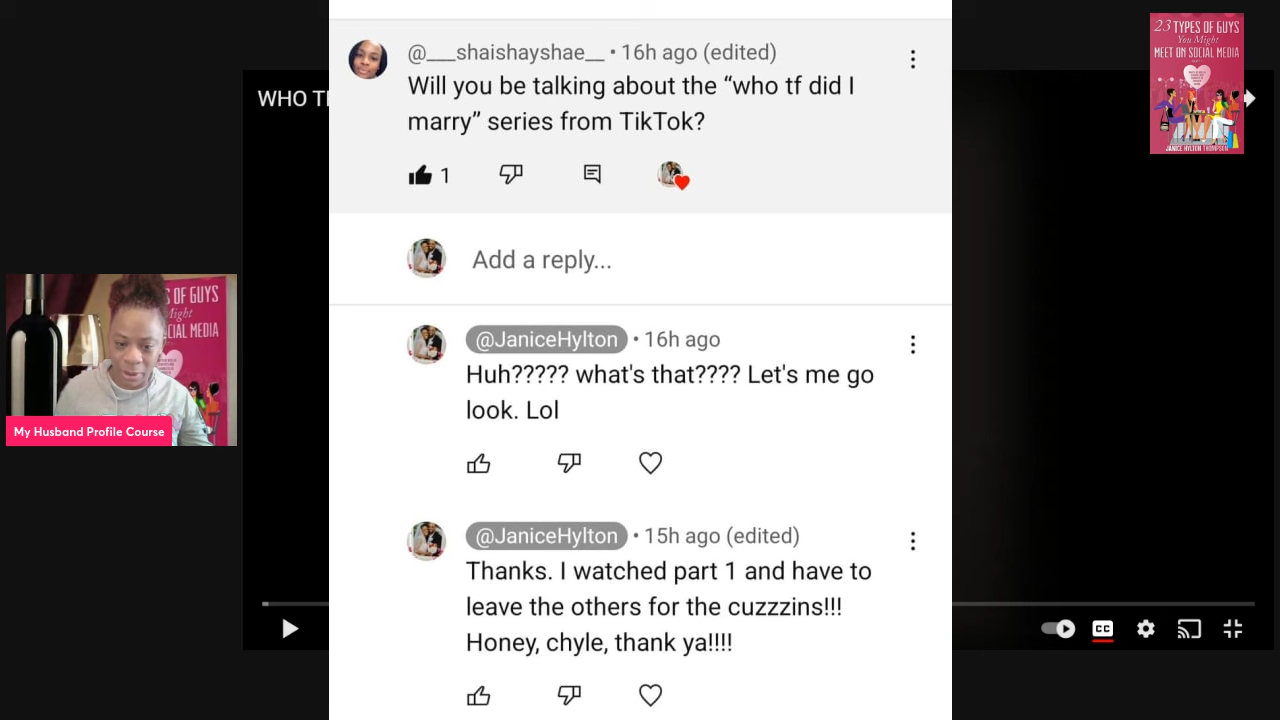 @___shaishayshae__ • 16h ago (edited)
Will you be talking about the “who tf did I
marry” series from TikTok?
1
Add a reply...
@JaniceHylton • 16h ago
Huh????? what's that???? Let's me go
look. Lol
@JaniceHylton • 15h ago (edited)
Thanks. I watched part 1 and have to
leave the others for the cuzzzins!!!
Honey, chyle, thank ya!!!!
WHO T
CC
S OF GUYS
Might
CIAL MEDIA
My Husband Profile Course
23 TYPES OF GUYS
You Might
MEET ON SOCIAL MEDIA
JANICE HYLTON THOMPSON